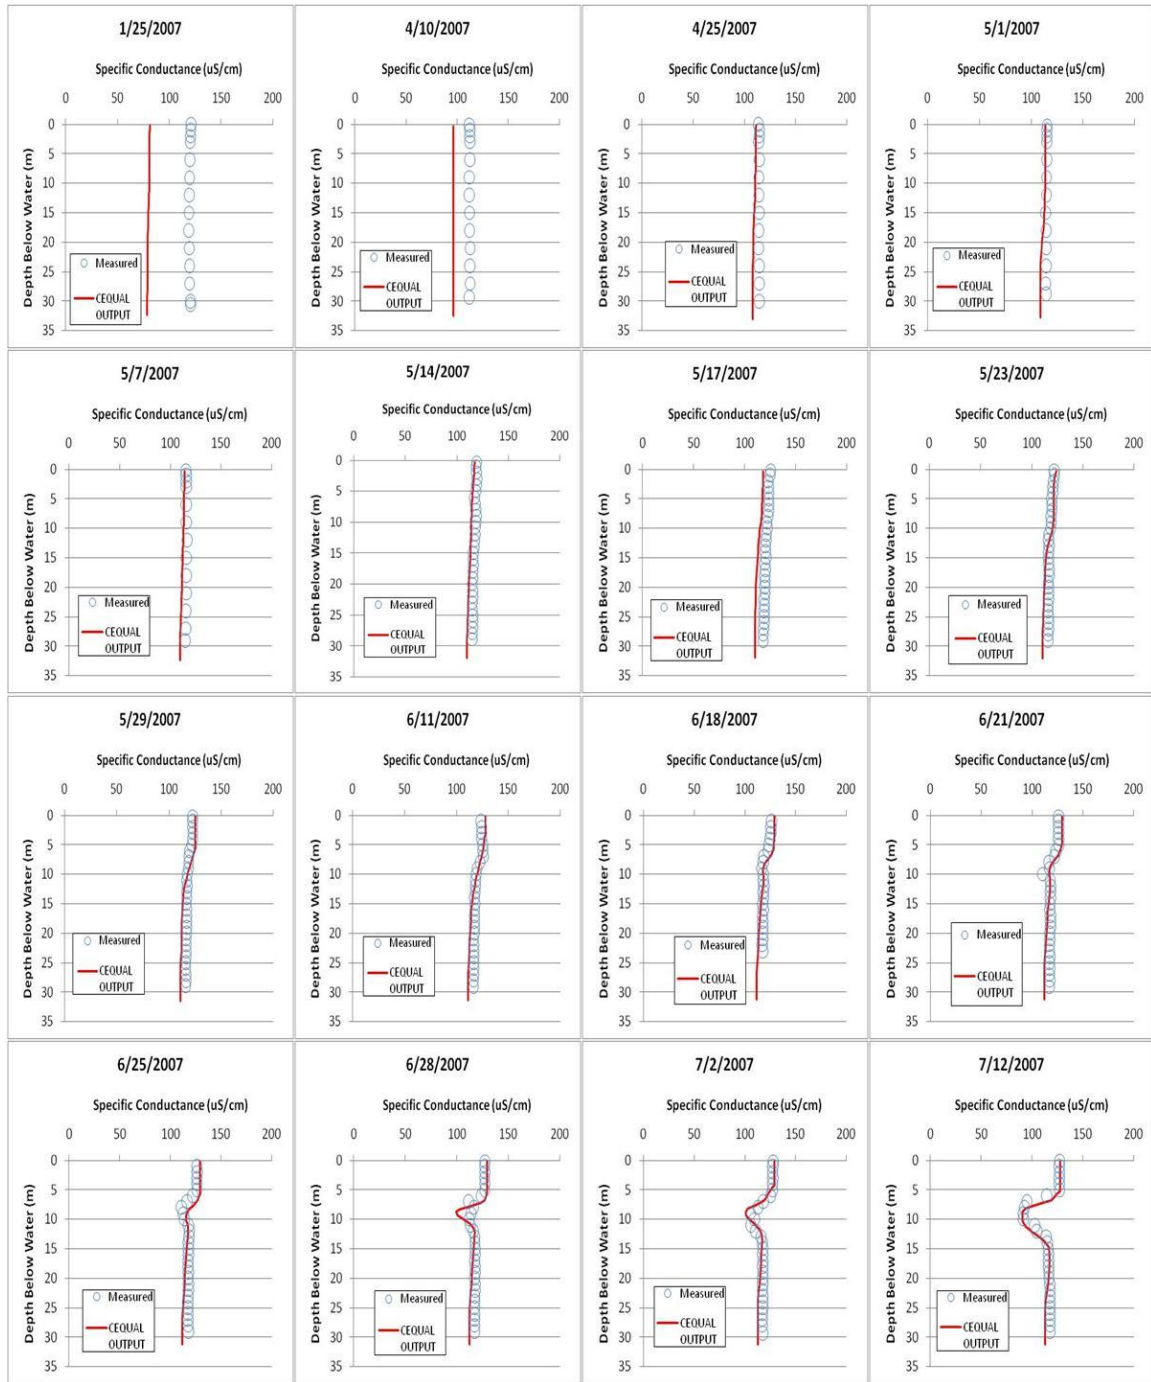 1/25/2007
Specific Conductance (uS/cm)
0 50 100 150 200
Depth Below Water (m)
0
5
10
15
20
25
30
35
Measured
CEQUAL
OUTPUT
4/10/2007
Specific Conductance (uS/cm)
0 50 100 150 200
Depth Below Water (m)
0
5
10
15
20
25
30
35
Measured
CEQUAL
OUTPUT
4/25/2007
Specific Conductance (uS/cm)
0 50 100 150 200
Depth Below Water (m)
0
5
10
15
20
25
30
35
Measured
CEQUAL
OUTPUT
5/1/2007
Specific Conductance (uS/cm)
0 50 100 150 200
Depth Below Water (m)
0
5
10
15
20
25
30
35
Measured
CEQUAL
OUTPUT
5/7/2007
Specific Conductance (uS/cm)
0 50 100 150 200
Depth Below Water (m)
0
5
10
15
20
25
30
35
Measured
CEQUAL
OUTPUT
5/14/2007
Specific Conductance (uS/cm)
0 50 100 150 200
Depth Below Water (m)
0
5
10
15
20
25
30
35
Measured
CEQUAL
OUTPUT
5/17/2007
Specific Conductance (uS/cm)
0 50 100 150 200
Depth Below Water (m)
0
5
10
15
20
25
30
35
Measured
CEQUAL
OUTPUT
5/23/2007
Specific Conductance (uS/cm)
0 50 100 150 200
Depth Below Water (m)
0
5
10
15
20
25
30
35
Measured
CEQUAL
OUTPUT
5/29/2007
Specific Conductance (uS/cm)
0 50 100 150 200
Depth Below Water (m)
0
5
10
15
20
25
30
35
Measured
CEQUAL
OUTPUT
6/11/2007
Specific Conductance (uS/cm)
0 50 100 150 200
Depth Below Water (m)
0
5
10
15
20
25
30
35
Measured
CEQUAL
OUTPUT
6/18/2007
Specific Conductance (uS/cm)
0 50 100 150 200
Depth Below Water (m)
0
5
10
15
20
25
30
35
Measured
CEQUAL
OUTPUT
6/21/2007
Specific Conductance (uS/cm)
0 50 100 150 200
Depth Below Water (m)
0
5
10
15
20
25
30
35
Measured
CEQUAL
OUTPUT
6/25/2007
Specific Conductance (uS/cm)
0 50 100 150 200
Depth Below Water (m)
0
5
10
15
20
25
30
35
Measured
CEQUAL
OUTPUT
6/28/2007
Specific Conductance (uS/cm)
0 50 100 150 200
Depth Below Water (m)
0
5
10
15
20
25
30
35
Measured
CEQUAL
OUTPUT
7/2/2007
Specific Conductance (uS/cm)
0 50 100 150 200
Depth Below Water (m)
0
5
10
15
20
25
30
35
Measured
CEQUAL
OUTPUT
7/12/2007
Specific Conductance (uS/cm)
0 50 100 150 200
Depth Below Water (m)
0
5
10
15
20
25
30
35
Measured
CEQUAL
OUTPUT